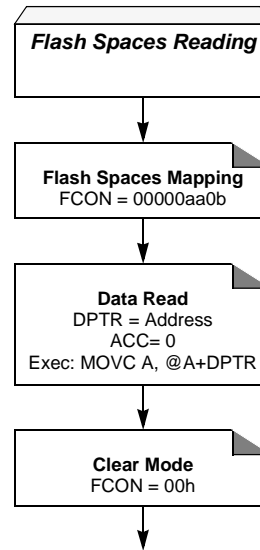 Flash Spaces Reading
Flash Spaces Mapping
FCON = 00000aa0b
Data Read
DPTR = Address
ACC= 0
Exec: MOVC A, @A+DPTR
Clear Mode
FCON = 00h